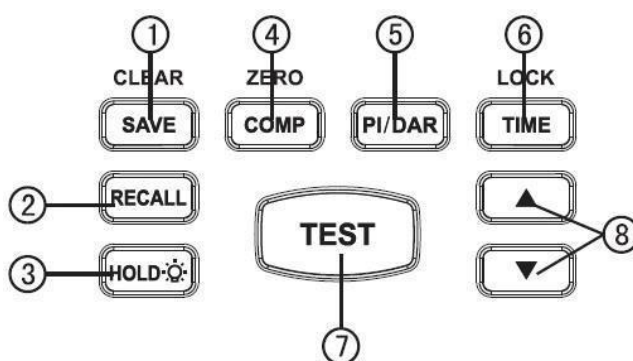 ① ④ ⑤ ⑥
CLEAR ZERO LOCK
SAVE COMP PI/DAR TIME
② RECALL ▲
TEST ⑧
③ HOLD ▼
⑦